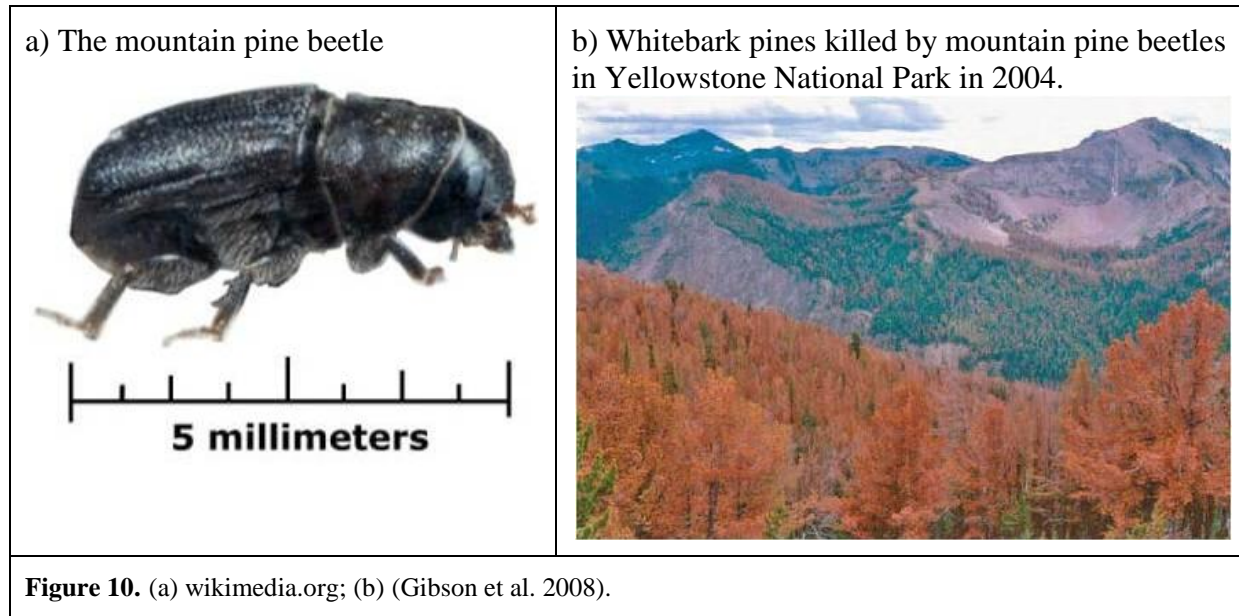 a) The mountain pine beetle
b) Whitebark pines killed by mountain pine beetles
in Yellowstone National Park in 2004.
5 millimeters
Figure 10. (a) wikimedia.org; (b) (Gibson et al. 2008).